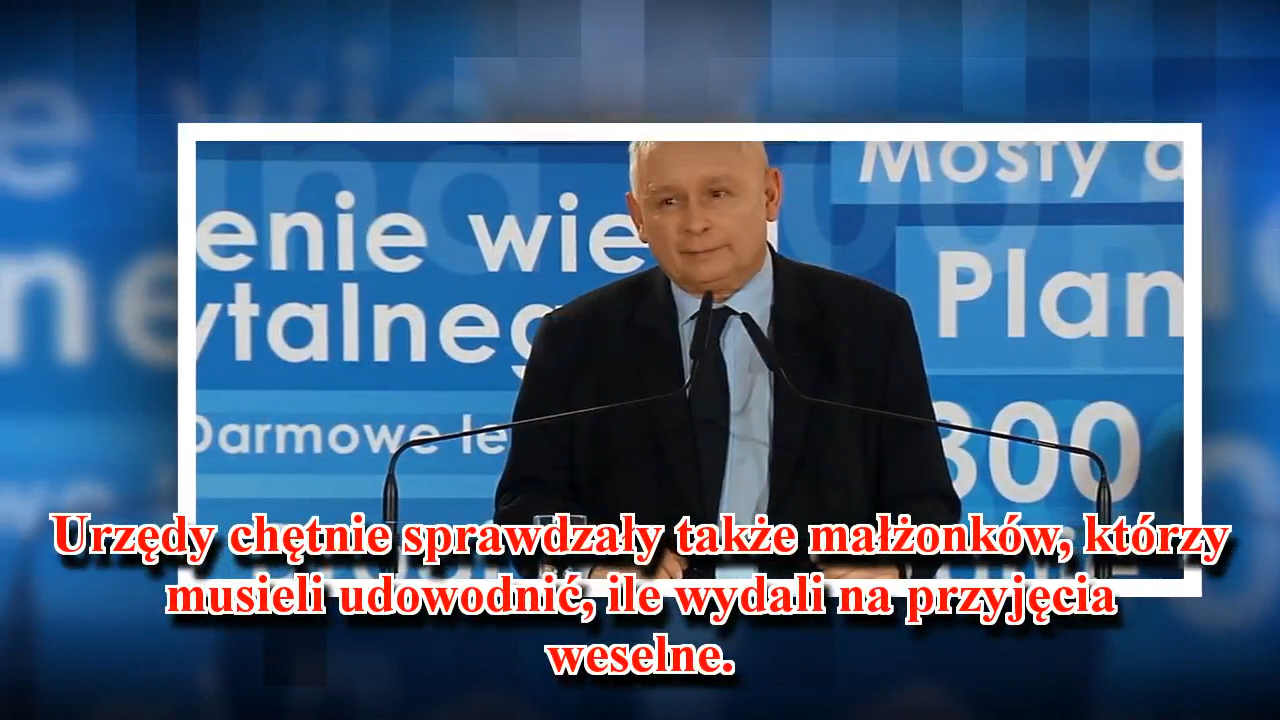 Mosty d
enie wie
Plan
ytalneg
Darmowe le
300
Urzędy chętnie sprawdzały także małżonków, którzy
musieli udowodnić, ile wydali na przyjęcia
weselne.